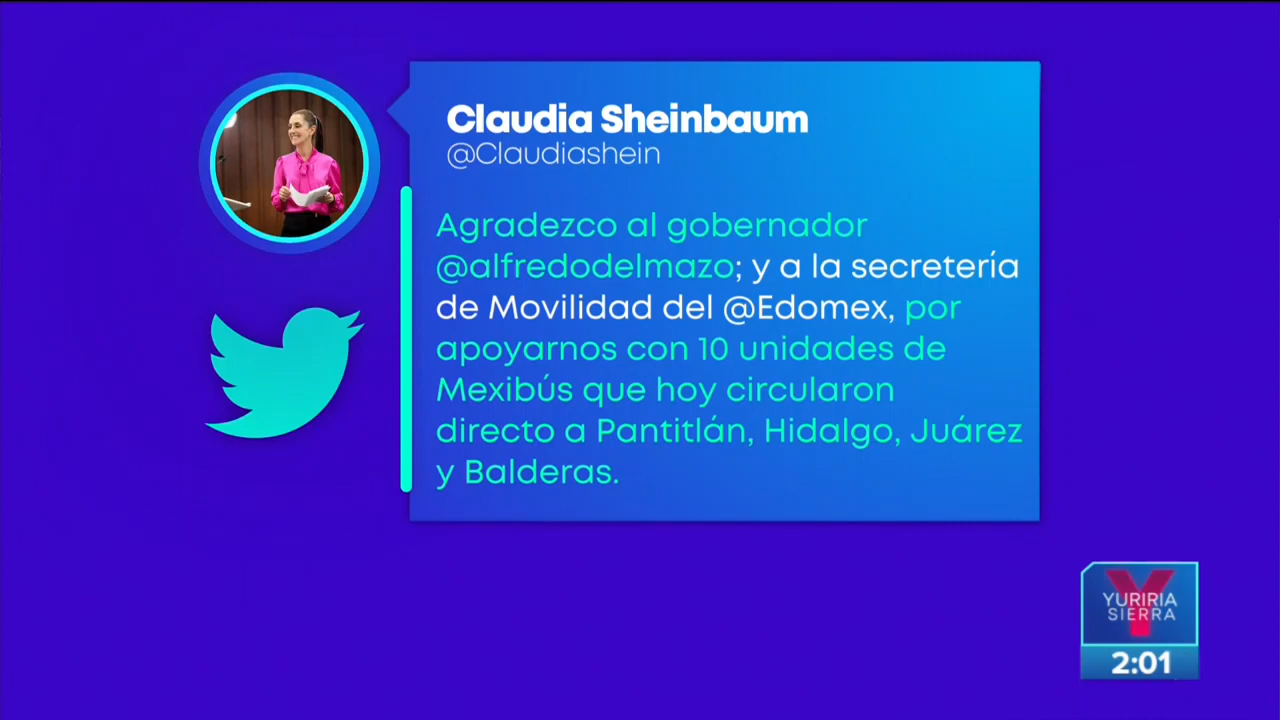 Claudia Sheinbaum
@Claudiashein
Agradezco al gobernador
@alfredodelmazo; y a la secretería
de Movilidad del @Edomex, por
apoyarnos con 10 unidades de
Mexibús que hoy circularon
directo a Pantitlán, Hidalgo, Juárez
y Balderas.
YURIRIA
SIERRA
2:01